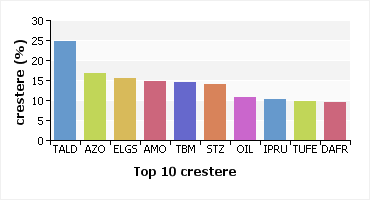 crestere (%)
30
25
20
15
10
5
0
TALD AZO ELGS AMO TBM STZ OIL IPRU TUFE DAFR
Top 10 crestere